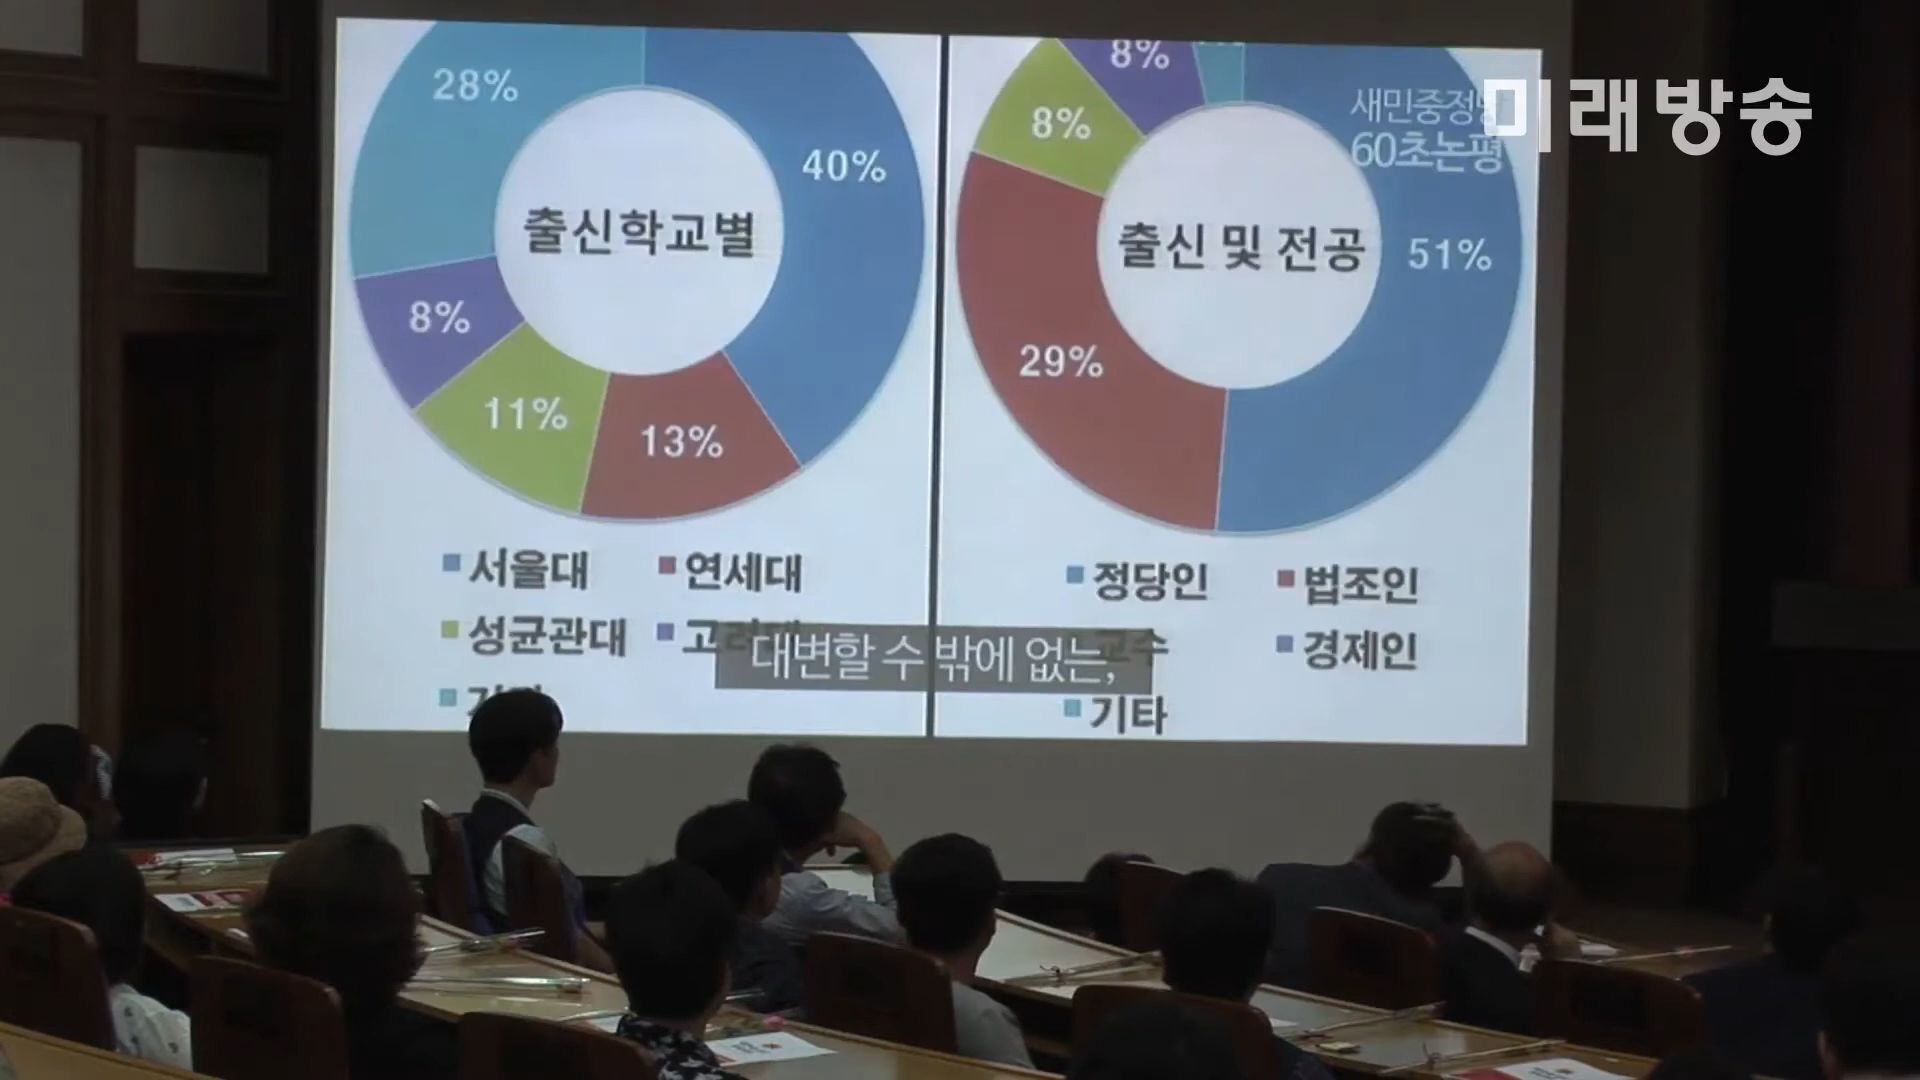 미래방송
새민중정당
60초논평
28%
40%
출신학교별
8%
11%
13%
서울대
연세대
성균관대
8%
8%
출신 및 전공
51%
29%
정당인
법조인
교수
경제인
기타
대변할 수 밖에 없는,